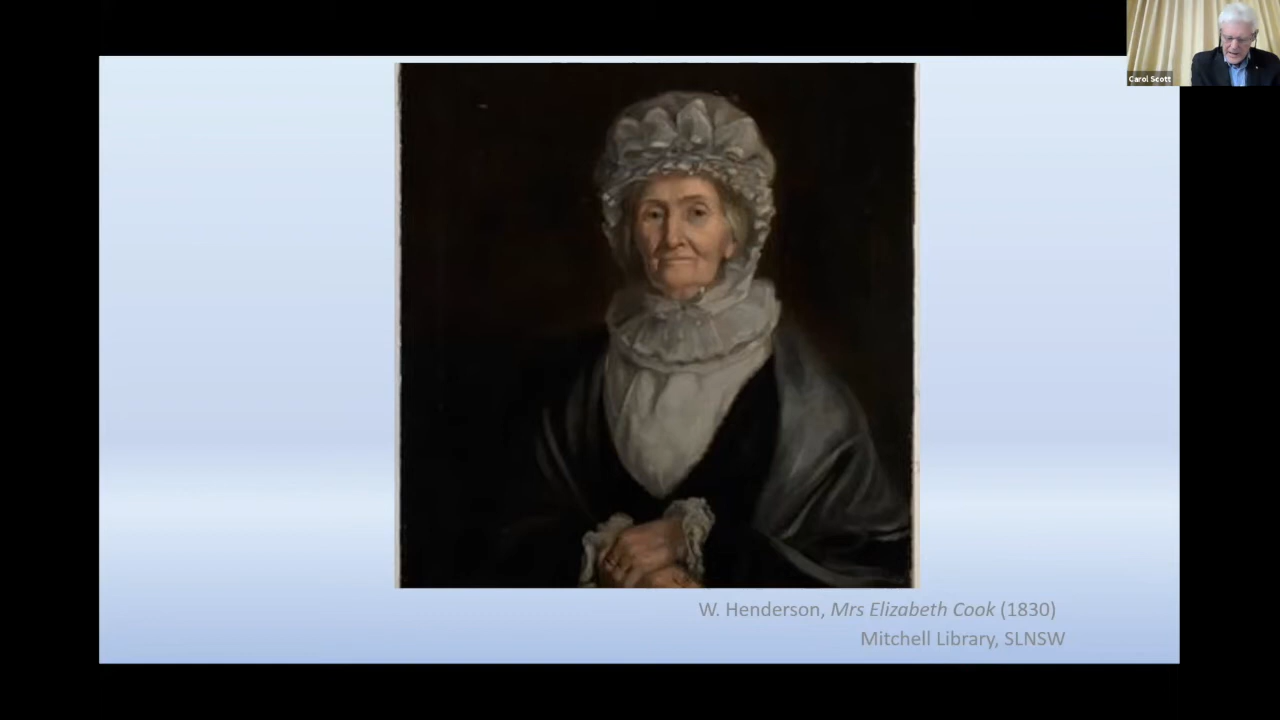 Carol Scott
W. Henderson, Mrs Elizabeth Cook (1830)
Mitchell Library, SLNSW